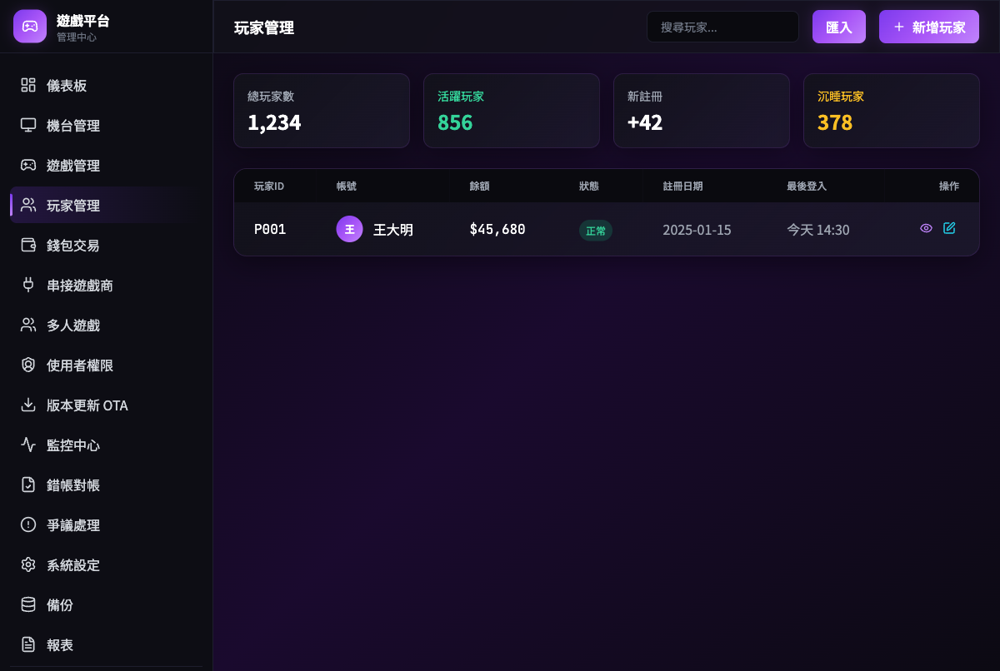 遊戲平台
管理中心
儀表板
機台管理
遊戲管理
玩家管理
錢包交易
串接遊戲商
多人遊戲
使用者權限
版本更新 OTA
監控中心
錯帳對帳
爭議處理
系統設定
備份
報表
玩家管理
搜尋玩家...
匯入
+ 新增玩家
總玩家數
1,234
活躍玩家
856
新註冊
+42
沉睡玩家
378
玩家ID 帳號 餘額 狀態 註冊日期 最後登入 操作
P001 王 王大明 $45,680 正常 2025-01-15 今天 14:30